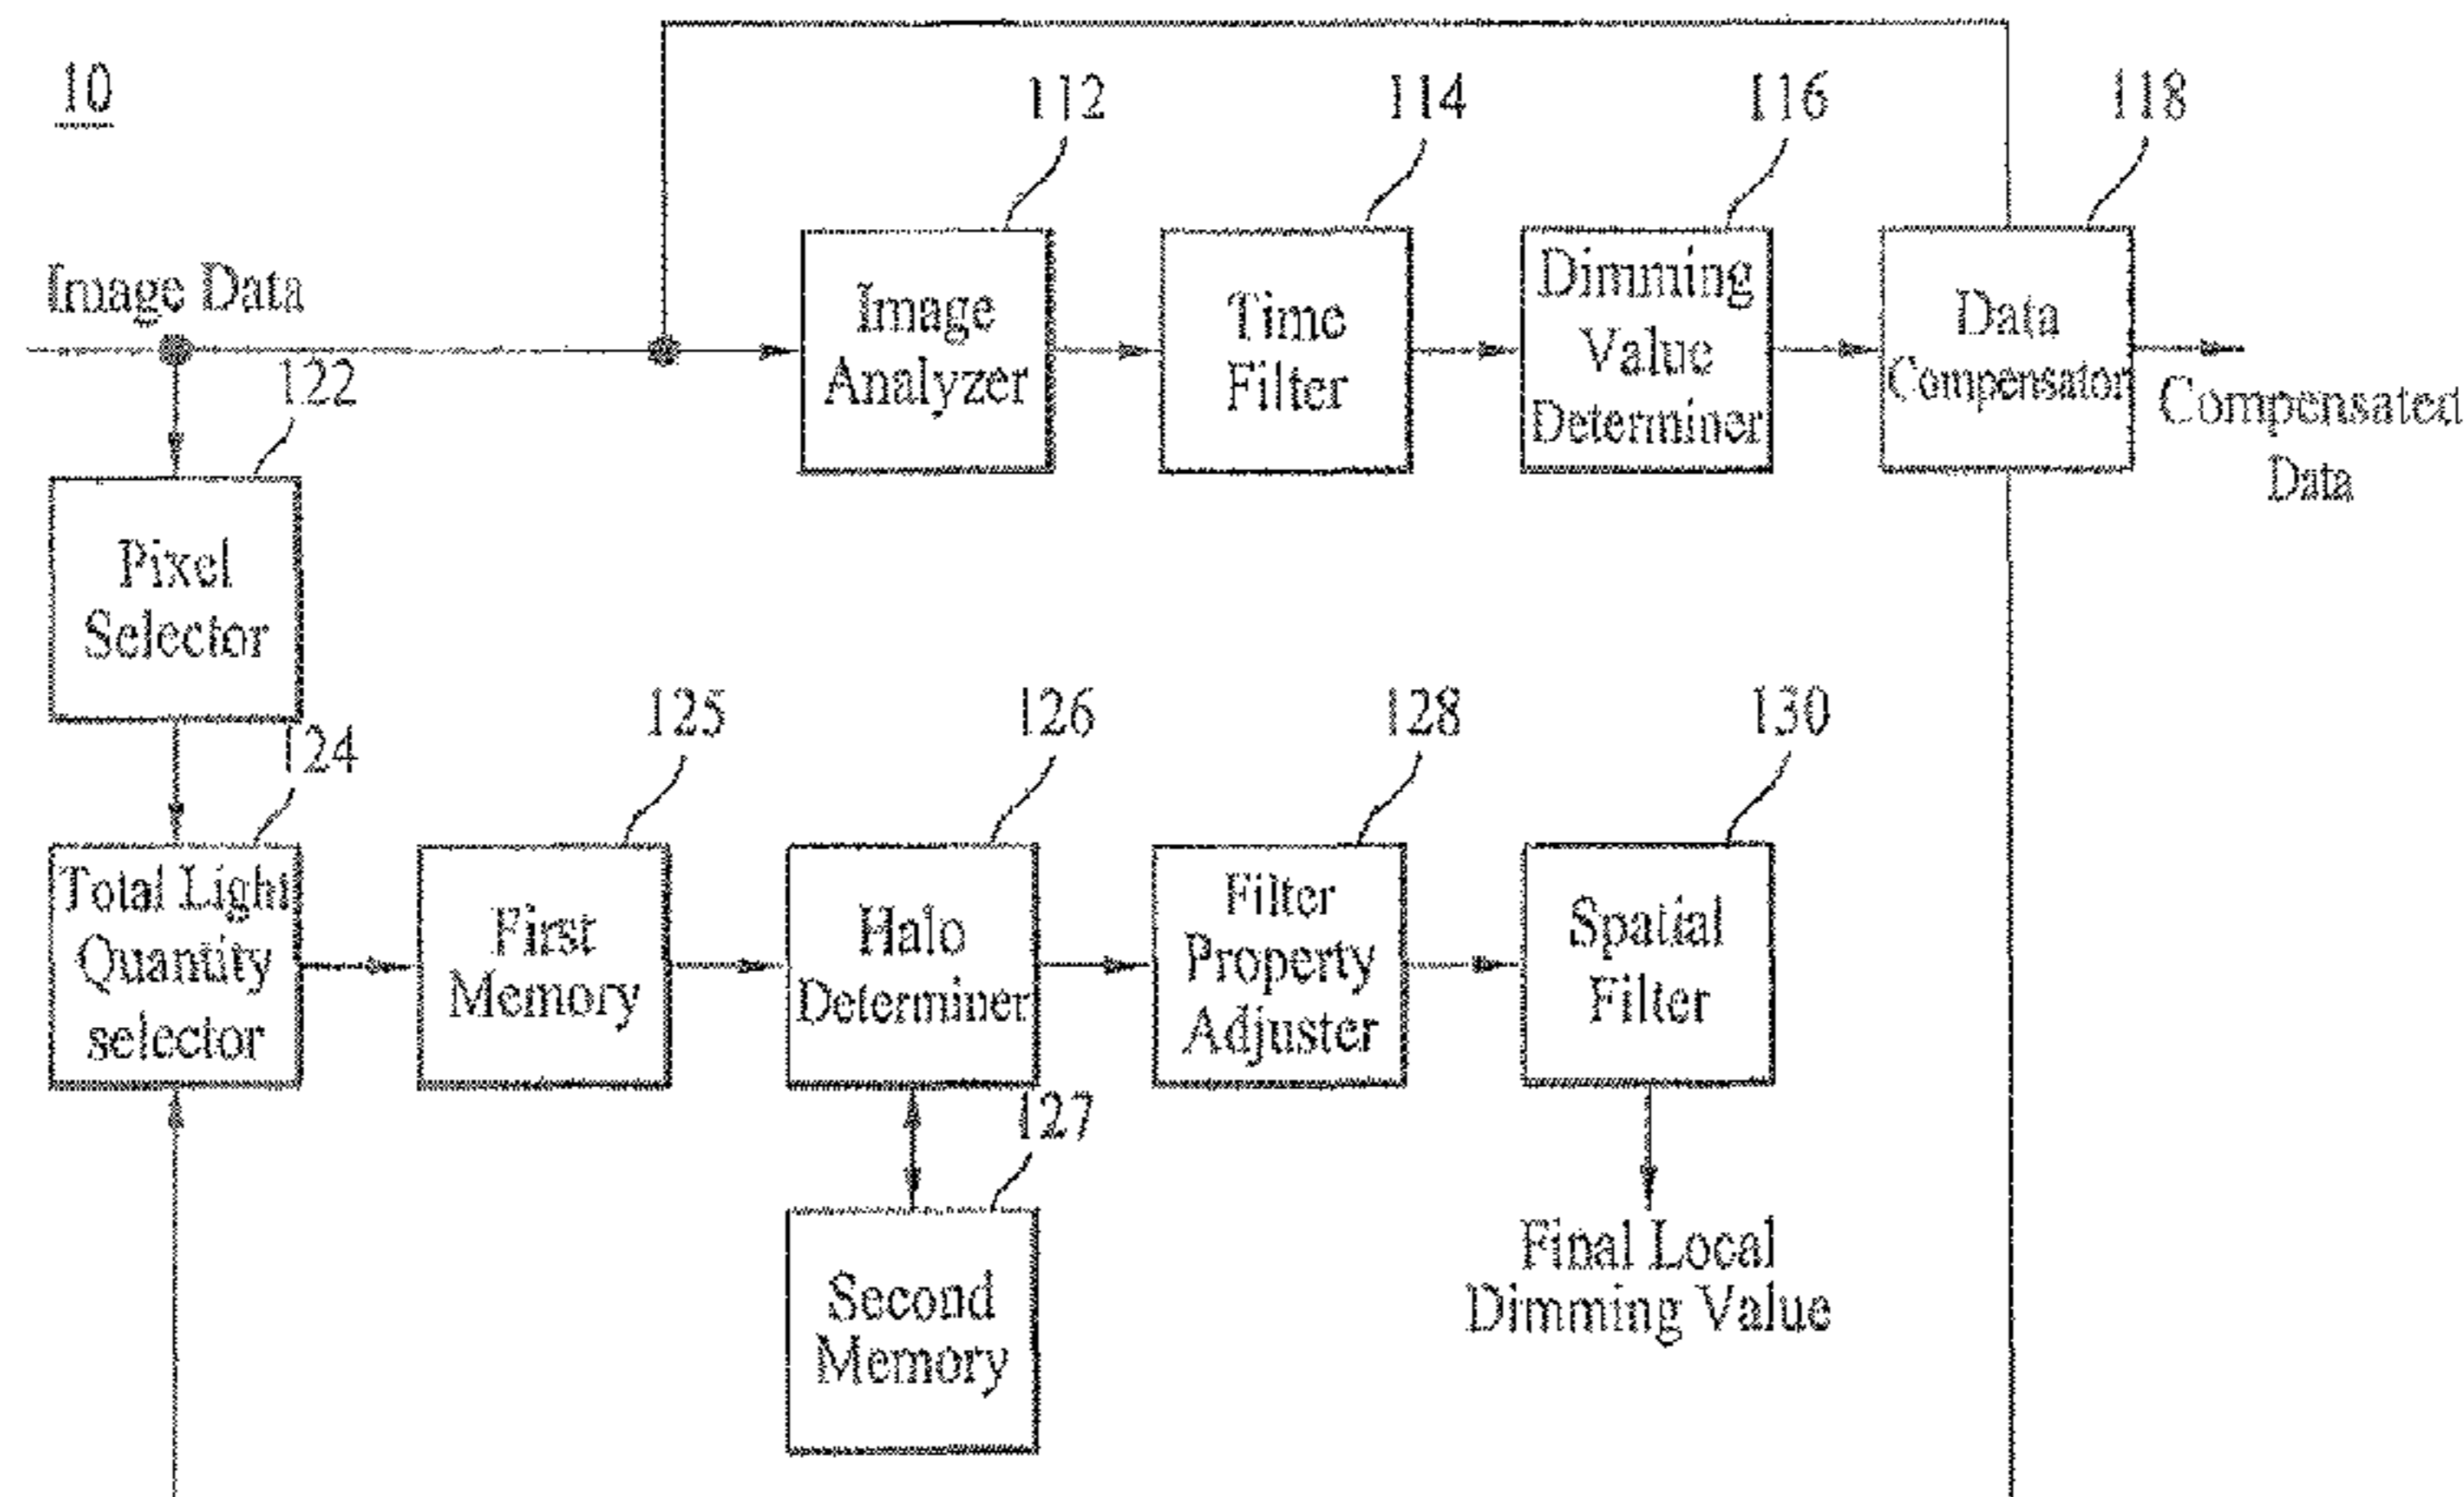 10
112
114
116
118
Image Data
Image
Analyzer
Time
Filter
Dimming
Value
Determiner
Data
Compensator
Compensated
Data
122
Pixel
Selector
124
125
126
128
130
Total Light
Quantity
selector
First
Memory
Halo
Determiner
Filter
Property
Adjuster
Spatial
Filter
127
Second
Memory
Final Local
Dimming Value